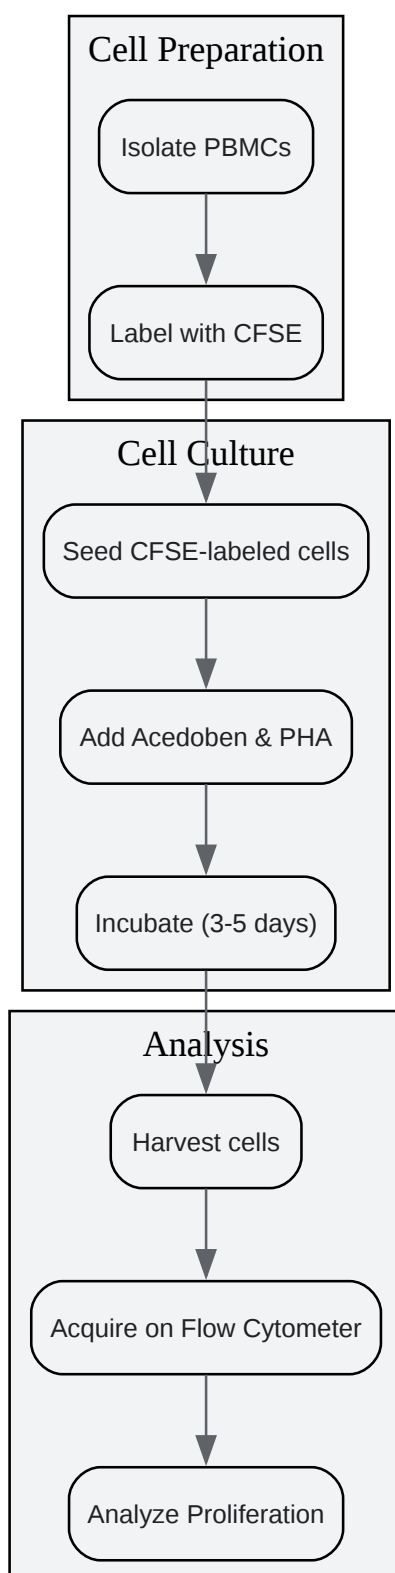 Cell Preparation
Isolate PBMCs
Label with CFSE
Cell Culture
Seed CFSE-labeled cells
Add Acedoben & PHA
Incubate (3-5 days)
Analysis
Harvest cells
Acquire on Flow Cytometer
Analyze Proliferation